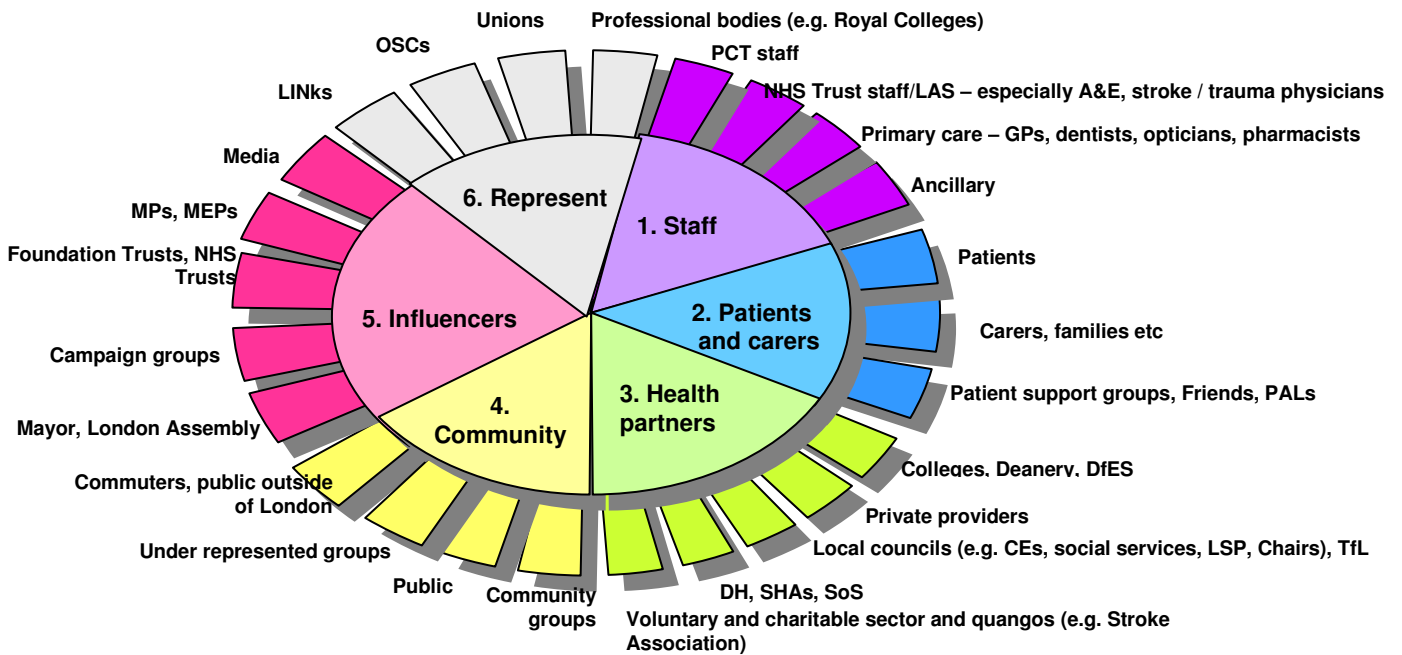 Unions
Professional bodies (e.g. Royal Colleges)
OSCs
PCT staff
LINks
NHS Trust staff/LAS – especially A&E, stroke / trauma physicians
Primary care – GPs, dentists, opticians, pharmacists
Media
Ancillary
6. Represent
1. Staff
MPs, MEPs
Foundation Trusts, NHS
Trusts
Patients
5. Influencers
2. Patients
and carers
Carers, families etc
Campaign groups
3. Health
partners
Patient support groups, Friends, PALs
4.
Community
Mayor, London Assembly
Colleges, Deanery, DfES
Commuters, public outside
of London
Private providers
Under represented groups
Local councils (e.g. CEs, social services, LSP, Chairs), TfL
Public
Community
groups
DH, SHAs, SoS
Voluntary and charitable sector and quangos (e.g. Stroke
Association)